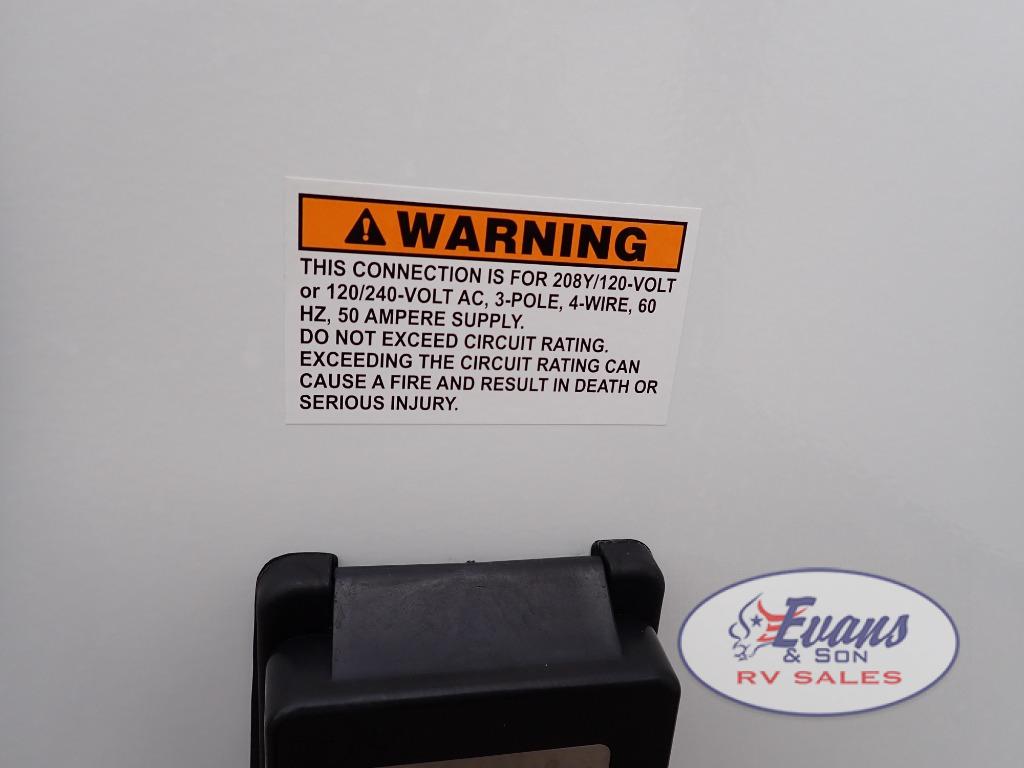 WARNING
THIS CONNECTION IS FOR 208Y/120-VOLT
or 120/240-VOLT AC, 3-POLE, 4-WIRE, 60
HZ, 50 AMPERE SUPPLY.
DO NOT EXCEED CIRCUIT RATING.
EXCEEDING THE CIRCUIT RATING CAN
CAUSE A FIRE AND RESULT IN DEATH OR
SERIOUS INJURY.
Evans
& SON
RV SALES